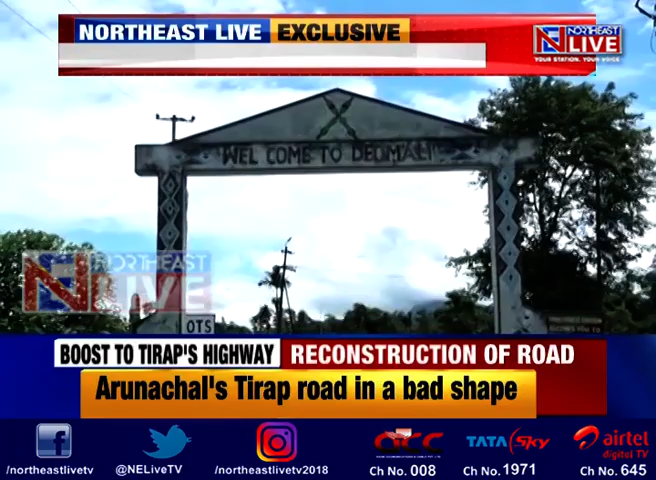 NORTHEAST LIVE EXCLUSIVE
NORTHEAST
LIVE
YOUR STATION. YOUR VOICE
WEL COME TO DEOMALI
NORTHEAST
LIVE
OTS
BOOST TO TIRAP'S HIGHWAY RECONSTRUCTION OF ROAD
Arunachal's Tirap road in a bad shape
/northeastlivetv @NELiveTV /northeastlivetv2018
Ch No. 008
TATA Sky
Ch No. 1971
airtel
digital TV
Ch No. 645